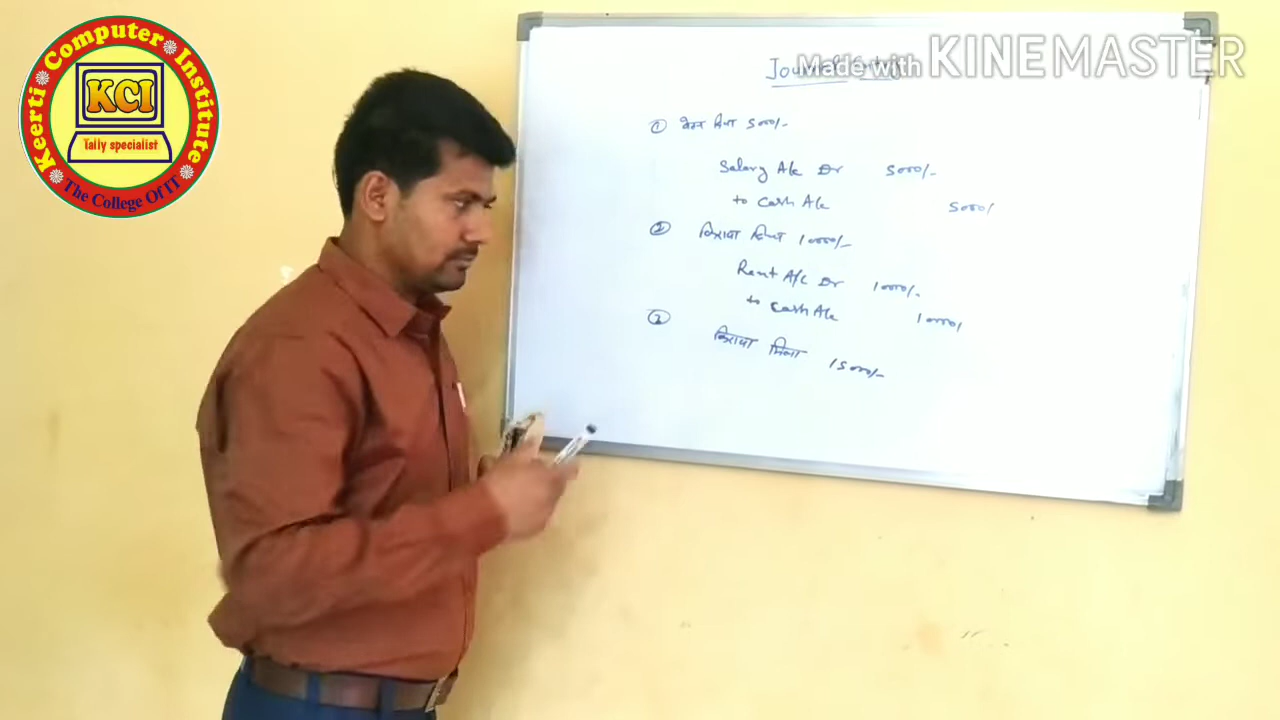 Keerti Computer Institute
KCI
Tally specialist
The College Of IT
Made with KINEMASTER
Journal
① वेतन दिया 5000/-
Salary A/c Dr 5000/-
to Cash A/c 5000/
② किराया दिया 10000/-
Rent A/c Dr 10000/-
to Cash A/c 10000/
③ किराया मिला 15000/-